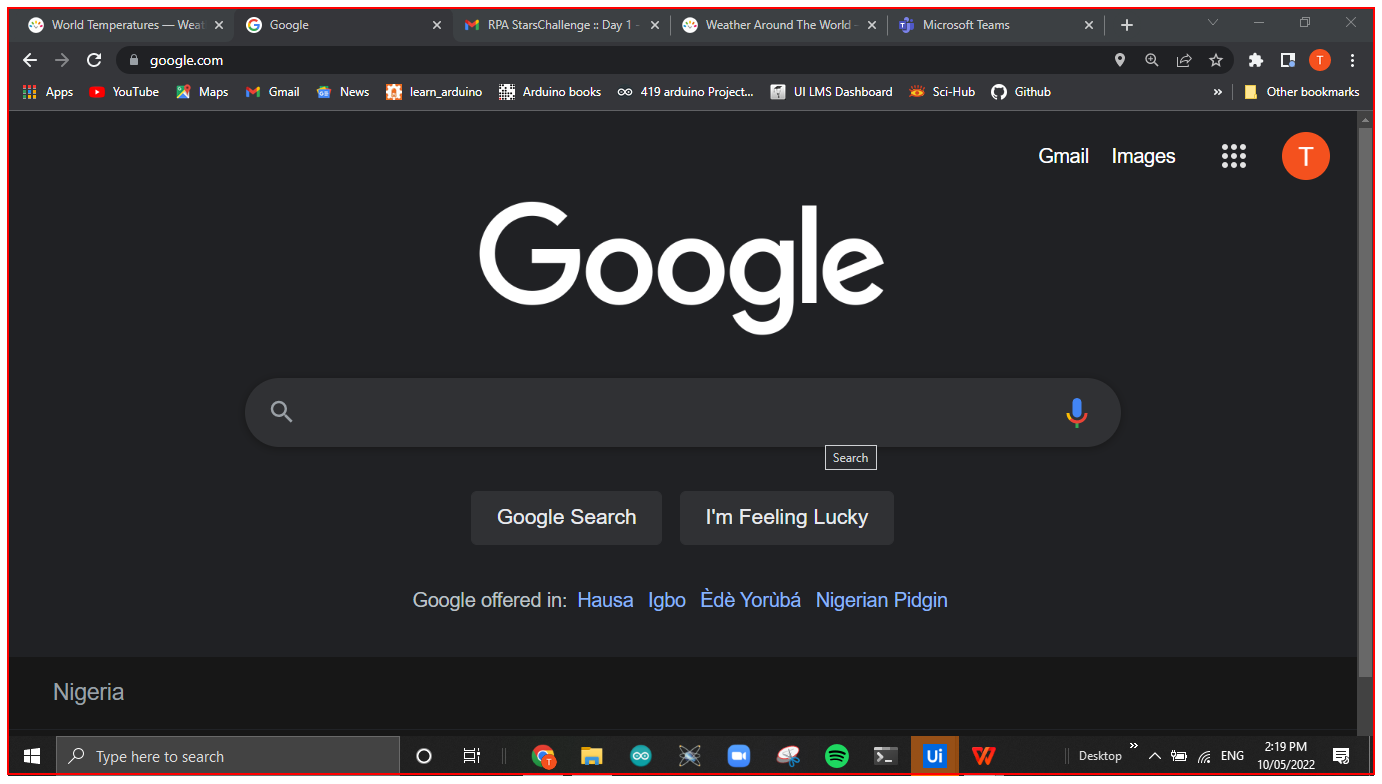 World Temperatures — Weat
Google
RPA StarsChallenge :: Day 1 -
Weather Around The World -
Microsoft Teams
google.com
T
Apps
YouTube
Maps
Gmail
News
learn_arduino
Arduino books
419 arduino Project...
UI LMS Dashboard
Sci-Hub
Github
»
Other bookmarks
Gmail
Images
T
Google
Search
Google Search
I'm Feeling Lucky
Google offered in: Hausa Igbo Èdè Yorùbá Nigerian Pidgin
Nigeria
Type here to search
T
Ui
W
Desktop
»
ENG
2:19 PM
10/05/2022